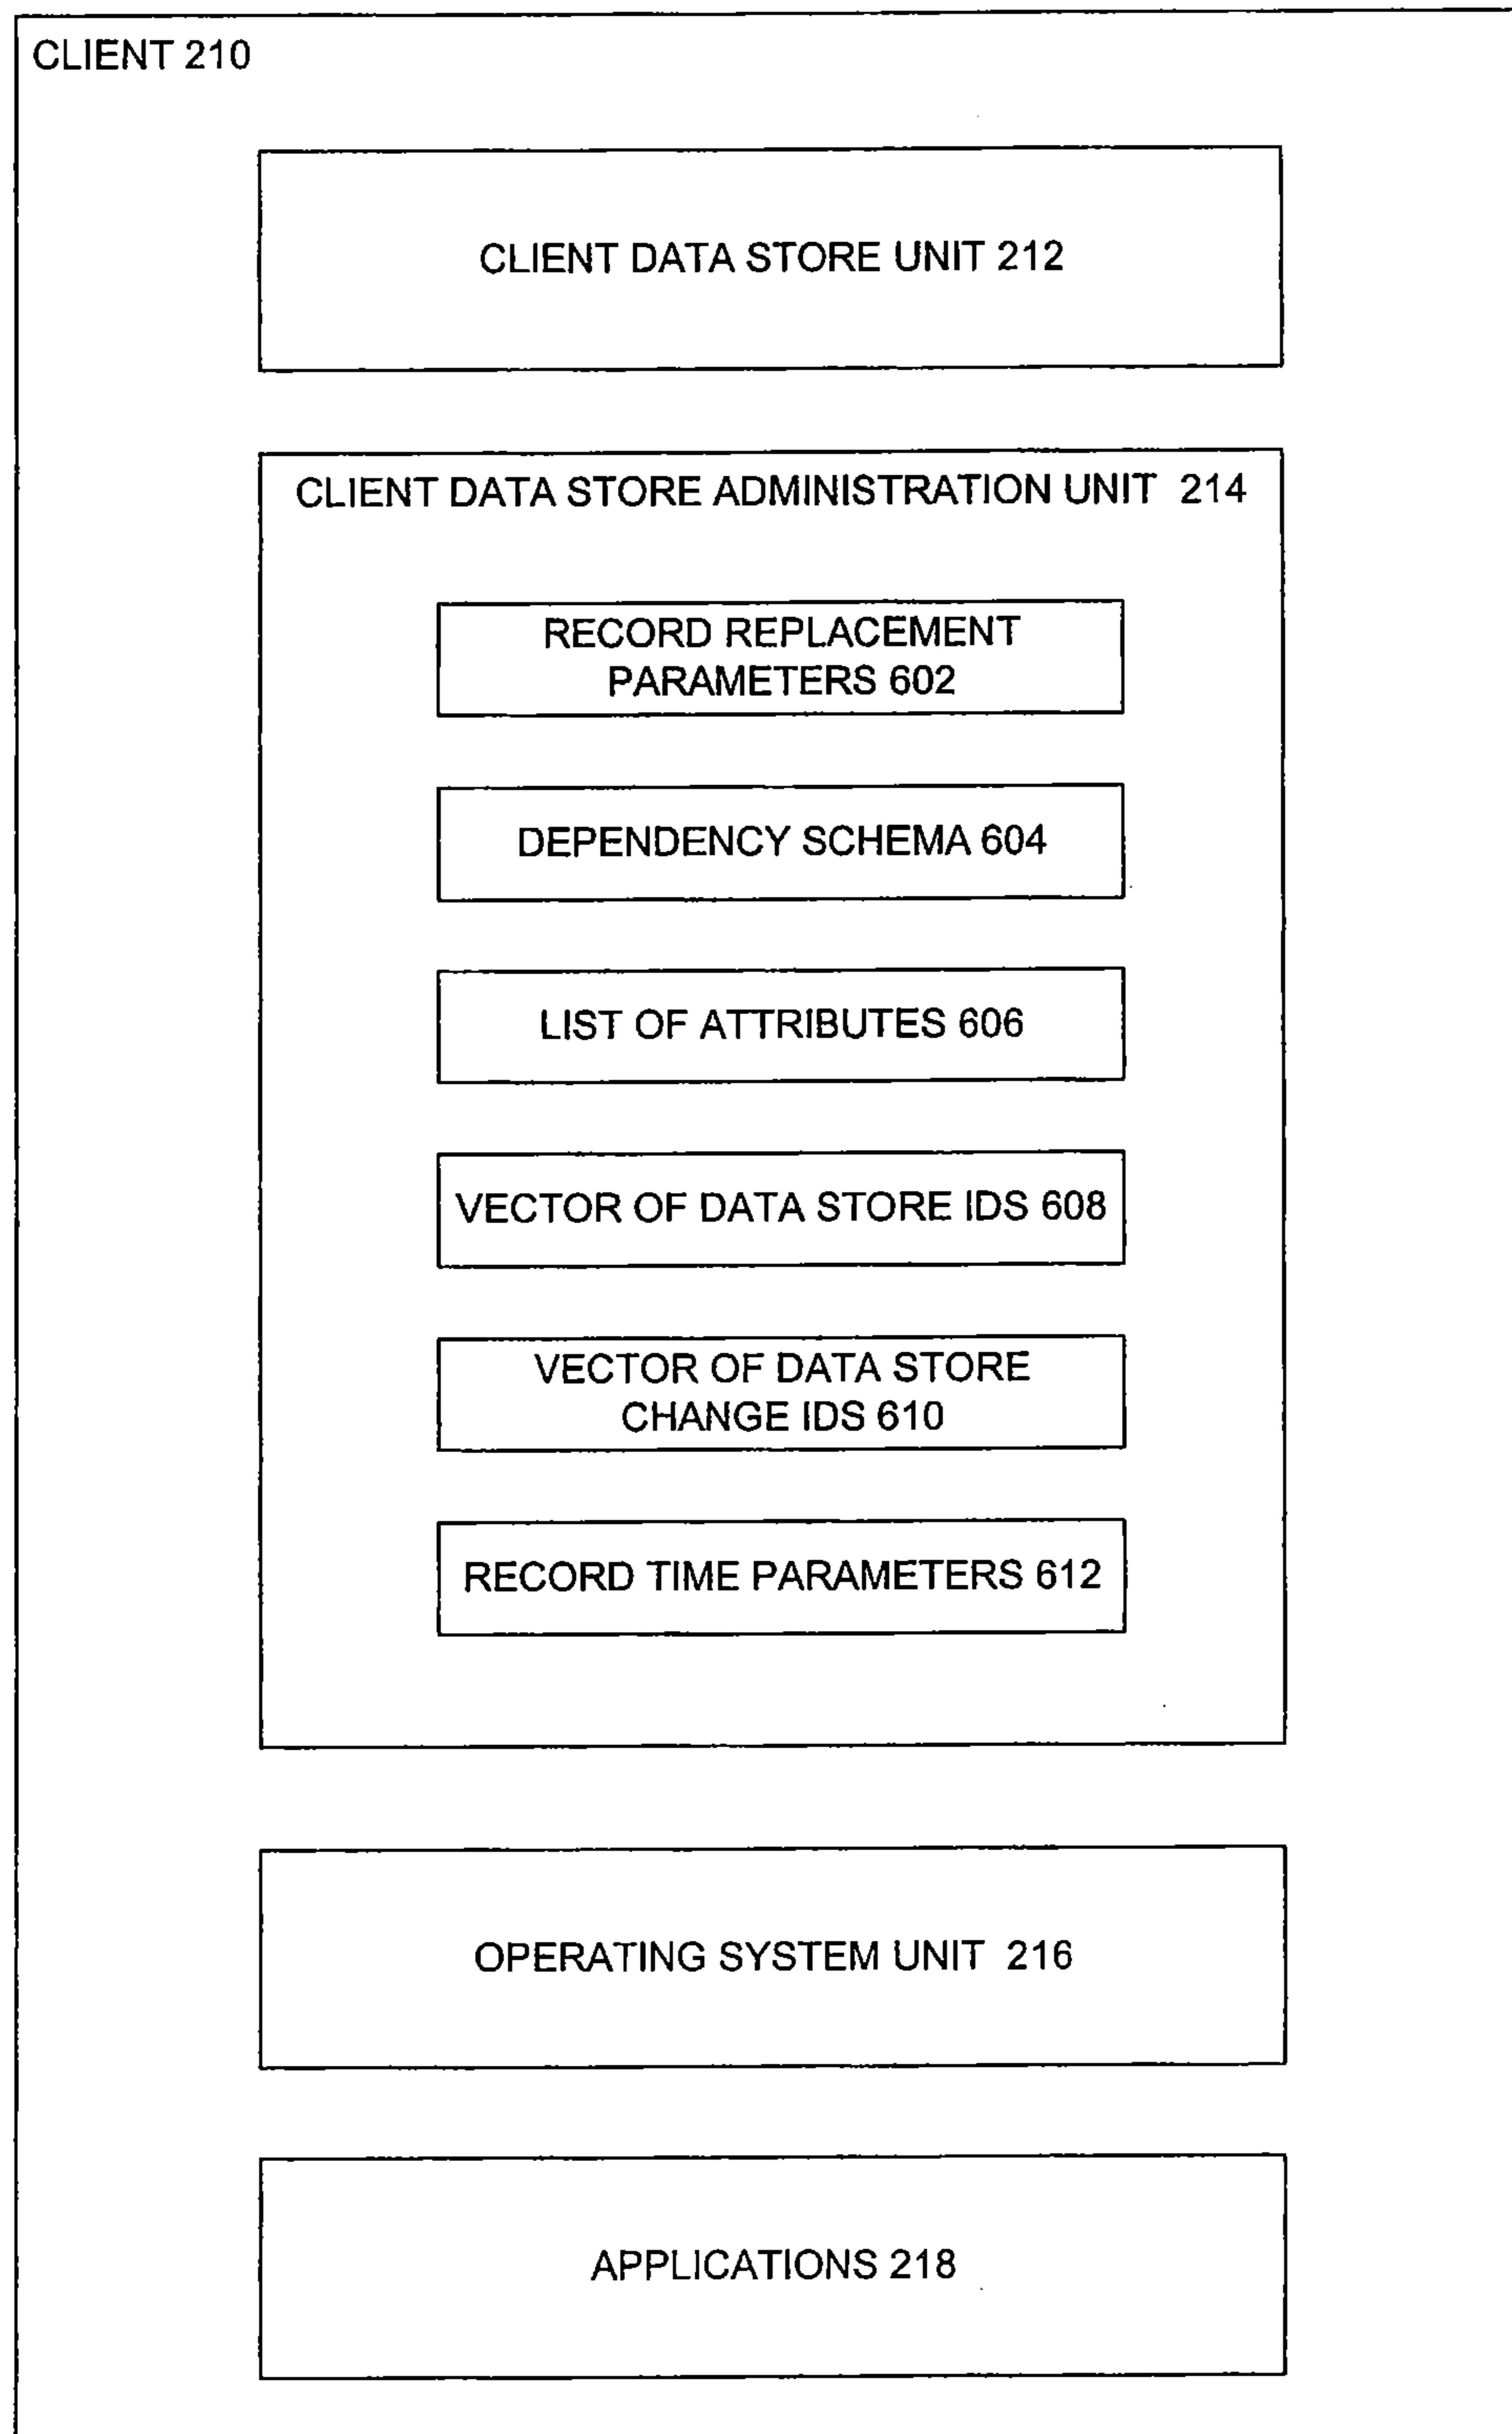 CLIENT 210
CLIENT DATA STORE UNIT 212
CLIENT DATA STORE ADMINISTRATION UNIT 214
RECORD REPLACEMENT
PARAMETERS 602
DEPENDENCY SCHEMA 604
LIST OF ATTRIBUTES 606
VECTOR OF DATA STORE IDS 608
VECTOR OF DATA STORE
CHANGE IDS 610
RECORD TIME PARAMETERS 612
OPERATING SYSTEM UNIT 216
APPLICATIONS 218